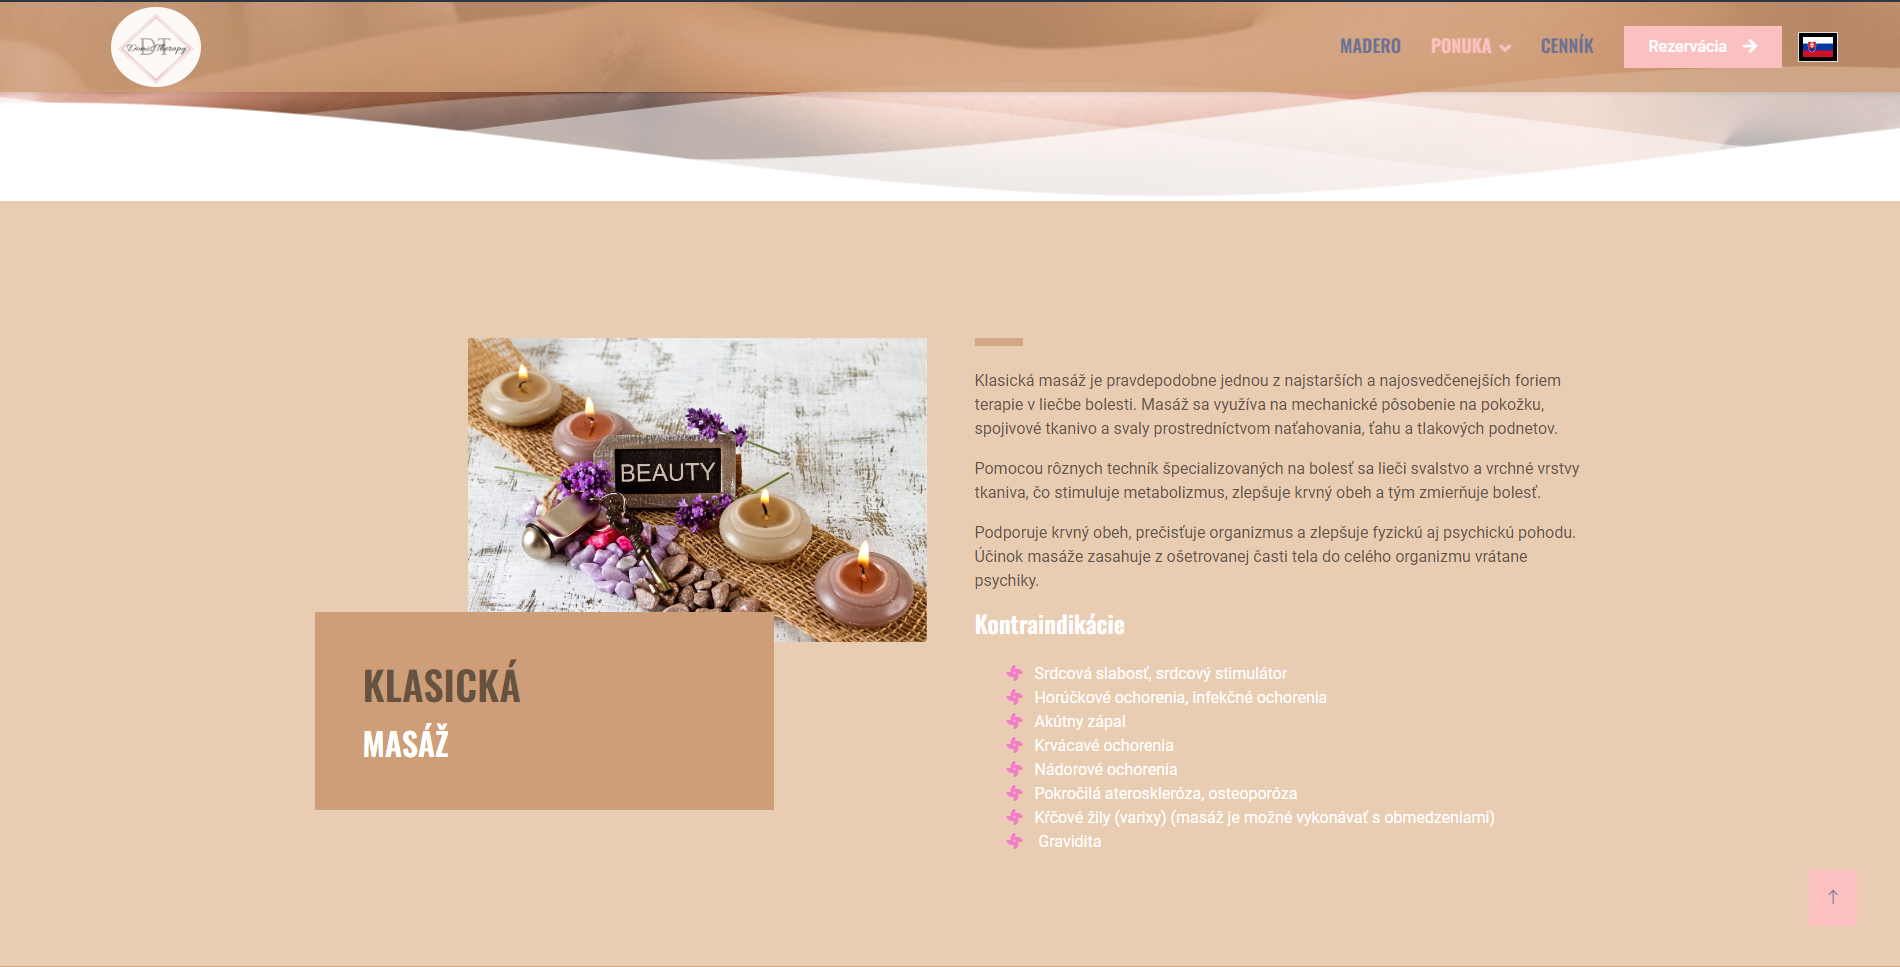 DT
Domis Therapy
MADERO
PONUKA
CENNÍK
Rezervácia
BEAUTY
KLASICKÁ
MASÁŽ
Klasická masáž je pravdepodobne jednou z najstarších a najosvedčenejších foriem
terapie v liečbe bolesti. Masáž sa využíva na mechanické pôsobenie na pokožku,
spojivové tkanivo a svaly prostredníctvom naťahovania, ťahu a tlakových podnetov.
Pomocou rôznych techník špecializovaných na bolesť sa lieči svalstvo a vrchné vrstvy
tkaniva, čo stimuluje metabolizmus, zlepšuje krvný obeh a tým zmierňuje bolesť.
Podporuje krvný obeh, prečisťuje organizmus a zlepšuje fyzickú aj psychickú pohodu.
Účinok masáže zasahuje z ošetrovanej časti tela do celého organizmu vrátane
psychiky.
Kontraindikácie
Srdcová slabosť, srdcový stimulátor
Horúčkové ochorenia, infekčné ochorenia
Akútny zápal
Krvácavé ochorenia
Nádorové ochorenia
Pokročilá ateroskleróza, osteoporóza
Kŕčové žily (varixy) (masáž je možné vykonávať s obmedzeniami)
Gravidita